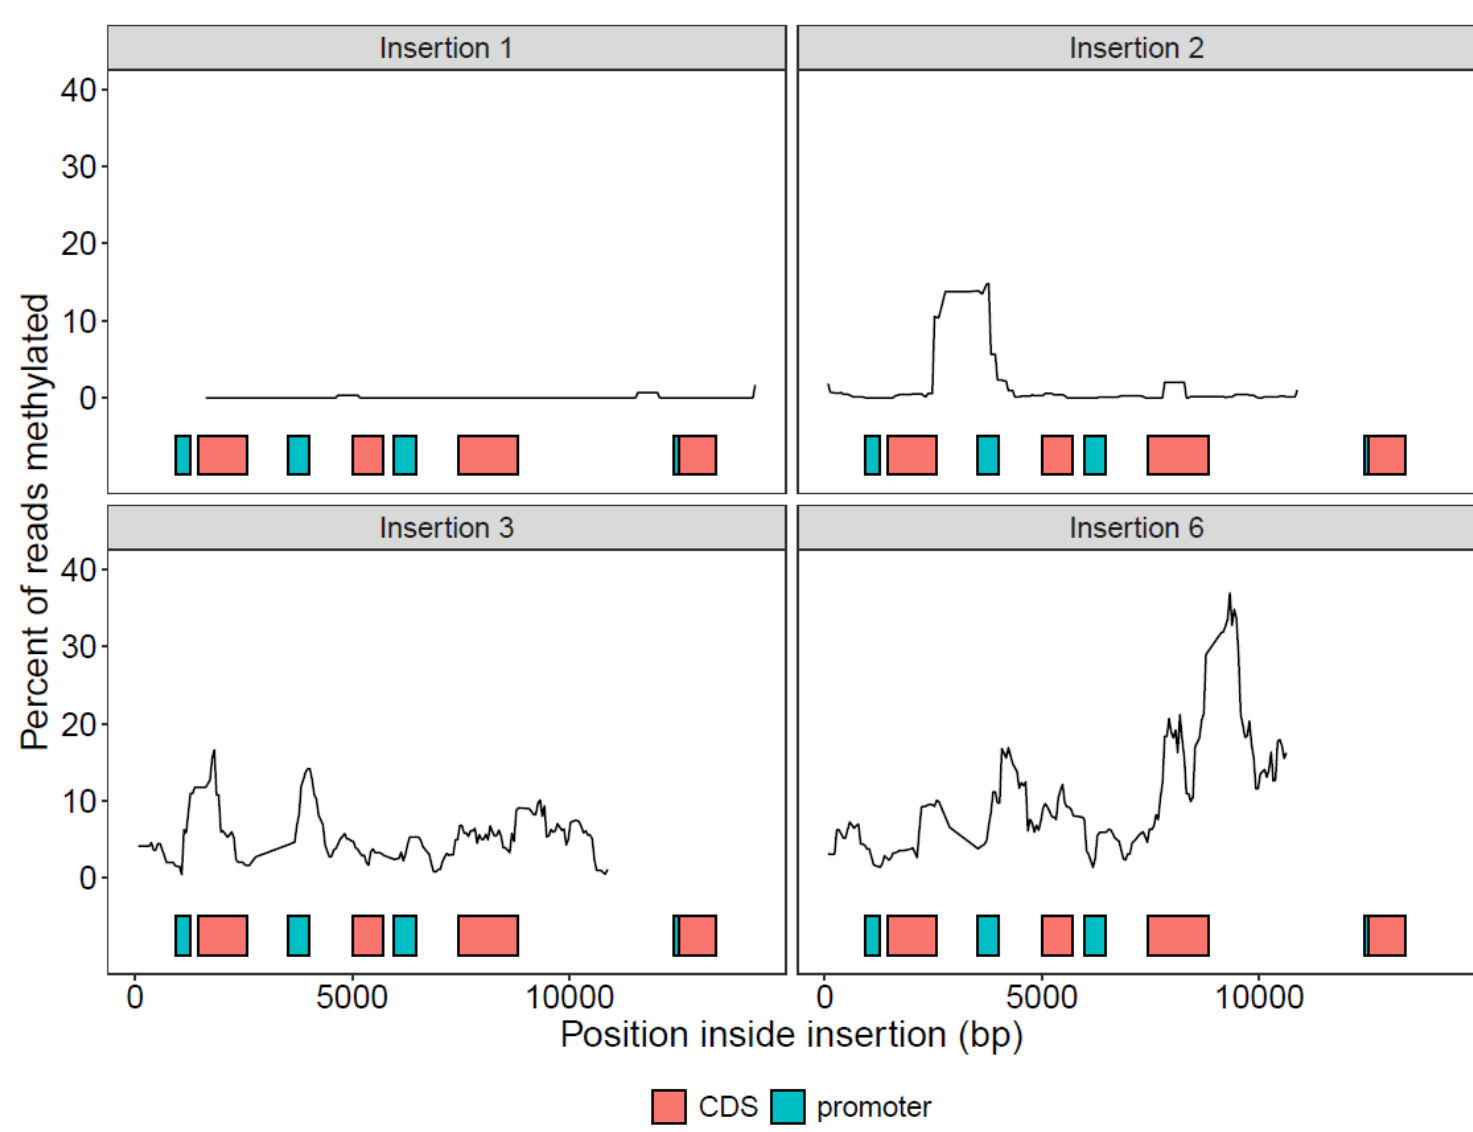 Insertion 1
Insertion 2
40
30
20
10
0
Insertion 3
Insertion 6
40
30
20
10
0
Percent of reads methylated
0 5000 10000
0 5000 10000
Position inside insertion (bp)
CDS promoter